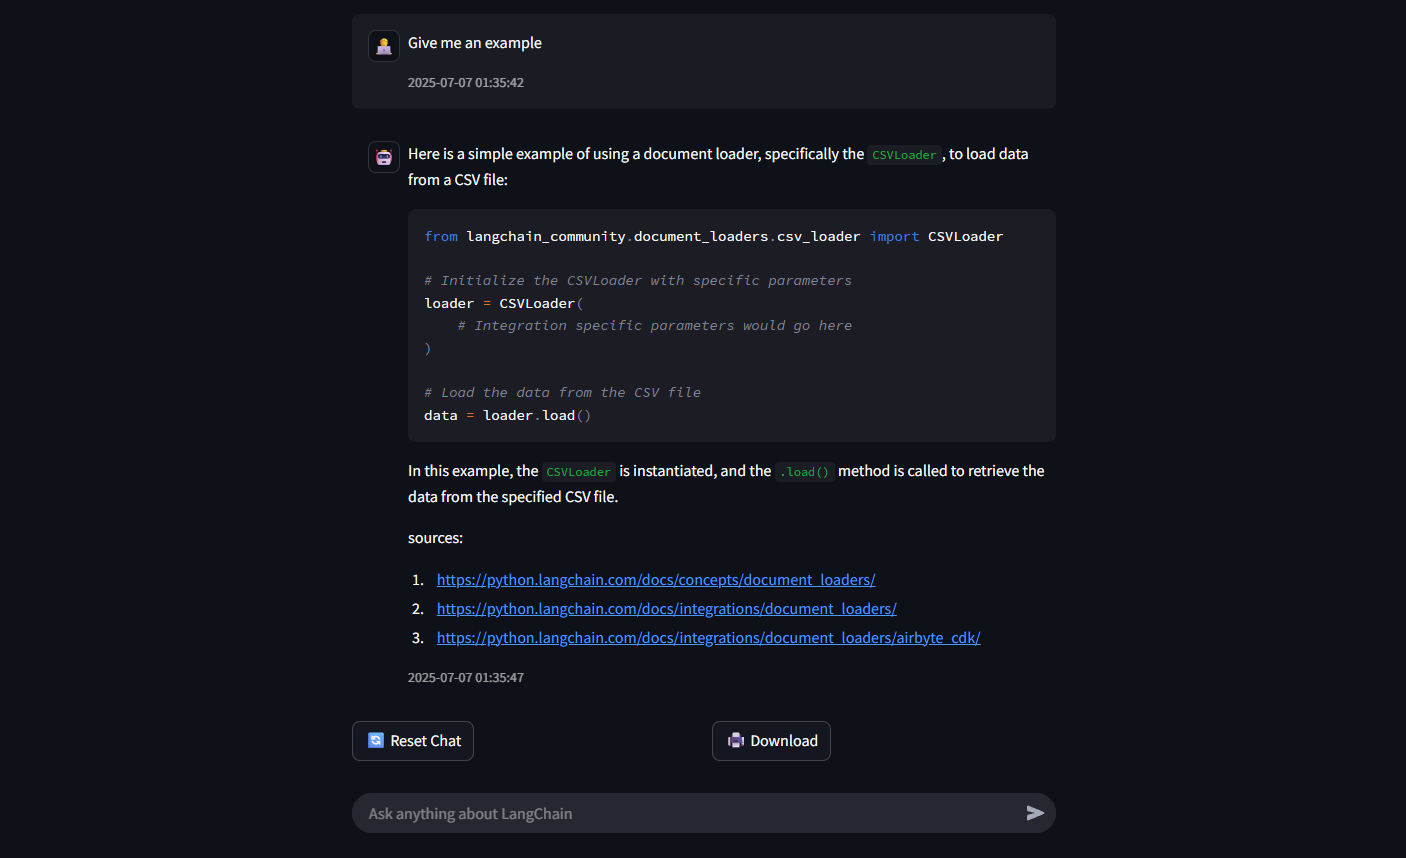 Give me an example
2025-07-07 01:35:42
Here is a simple example of using a document loader, specifically the CSVLoader , to load data
from a CSV file:
from langchain_community.document_loaders.csv_loader import CSVLoader
# Initialize the CSVLoader with specific parameters
loader = CSVLoader(
    # Integration specific parameters would go here
)
# Load the data from the CSV file
data = loader.load()
In this example, the CSVLoader is instantiated, and the .load() method is called to retrieve the
data from the specified CSV file.
sources:
1. https://python.langchain.com/docs/concepts/document_loaders/
2. https://python.langchain.com/docs/integrations/document_loaders/
3. https://python.langchain.com/docs/integrations/document_loaders/airbyte_cdk/
2025-07-07 01:35:47
Reset Chat Download
Ask anything about LangChain